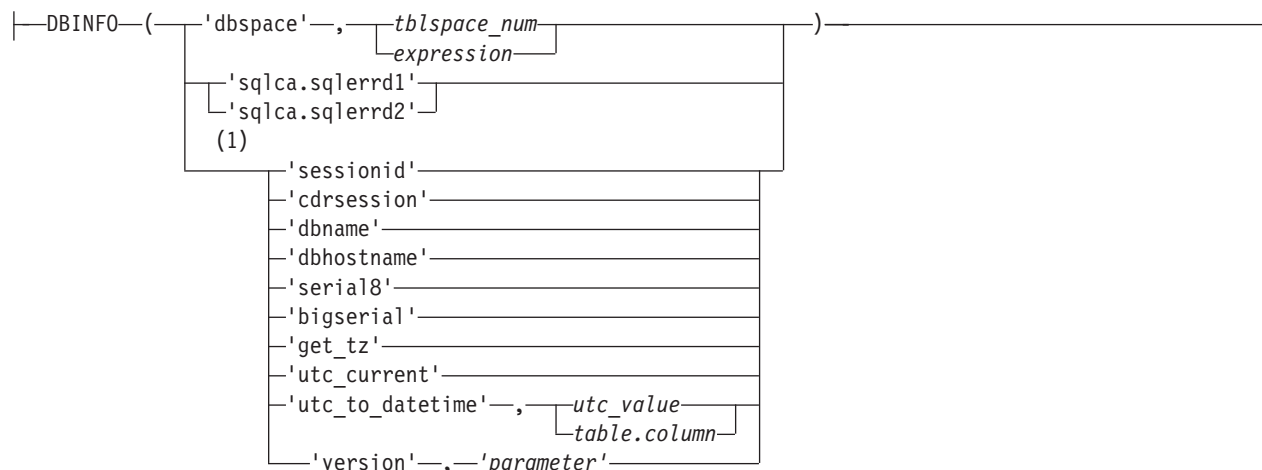 DBINFO ( 'dbspace' , tblspace_num )
expression
'sqlca.sqlerrd1'
'sqlca.sqlerrd2'
(1)
'sessionid'
'cdrsession'
'dbname'
'dbhostname'
'serial8'
'bigserial'
'get_tz'
'utc_current'
'utc_to_datetime' , utc_value
table.column
'version' , 'parameter'